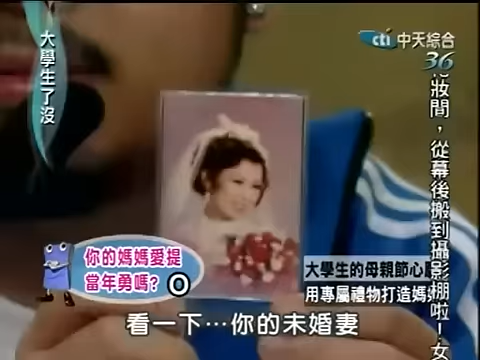 大學生了沒
cti 中天綜合
36
化妝間，從幕後搬到攝影棚啦！女
你的媽媽愛提
當年勇嗎？
O
大學生的母親節心
用專屬禮物打造媽
看一下…你的未婚妻